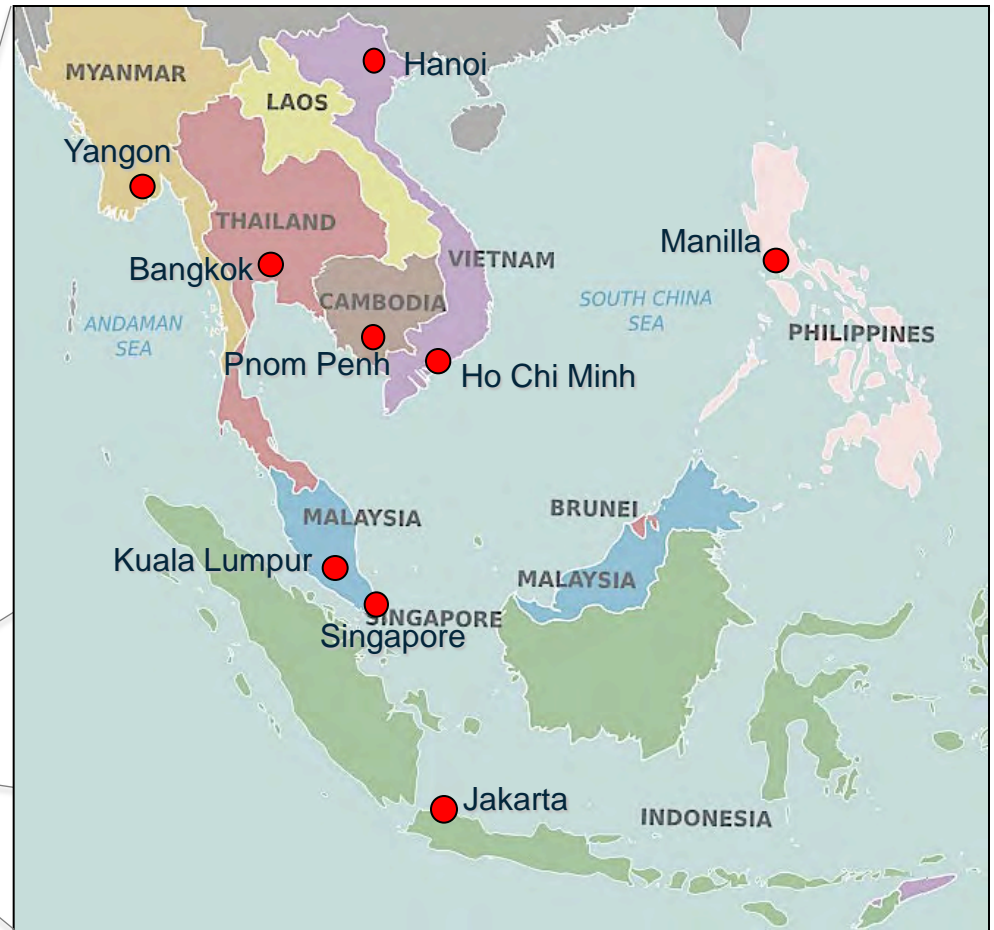 Hanoi
MYANMAR
LAOS
Yangon
THAILAND
Manilla
VIETNAM
Bangkok
CAMBODIA
SOUTH CHINA
SEA
ANDAMAN
SEA
PHILIPPINES
Pnom Penh
Ho Chi Minh
BRUNEI
MALAYSIA
Kuala Lumpur
MALAYSIA
SINGAPORE
Singapore
Jakarta
INDONESIA